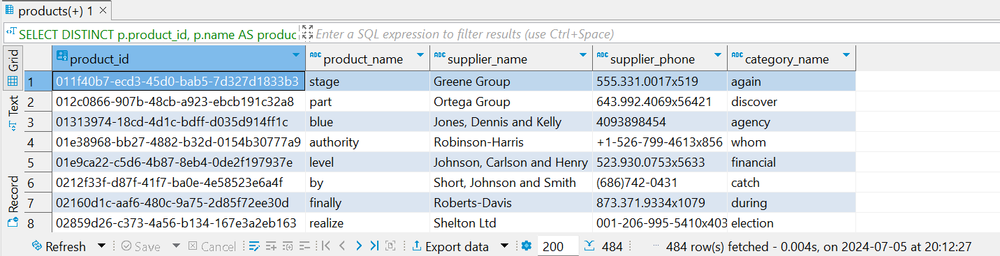 products(+) 1
SELECT DISTINCT p.product_id, p.name AS produc Enter a SQL expression to filter results (use Ctrl+Space)
Grid
Text
Record
product_id ABC product_name ABC supplier_name ABC supplier_phone ABC category_name
1 011f40b7-ecd3-45d0-bab5-7d327d1833b3 stage Greene Group 555.331.0017x519 again
2 012c0866-907b-48cb-a923-ebcb191c32a8 part Ortega Group 643.992.4069x56421 discover
3 01313974-18cd-4d1c-bdff-d035d914ff1c blue Jones, Dennis and Kelly 4093898454 agency
4 01e38968-bb27-4882-b32d-0154b30777a9 authority Robinson-Harris +1-526-799-4613x856 whom
5 01e9ca22-c5d6-4b87-8eb4-0de2f197937e level Johnson, Carlson and Henry 523.930.0753x5633 financial
6 0212f33f-d87f-41f7-ba0e-4e58523e6a4f by Short, Johnson and Smith (686)742-0431 catch
7 02160d1c-aaf6-480c-9a75-2d85f72ee30d finally Roberts-Davis 873.371.9334x1079 during
8 02859d26-c373-4a56-b134-167e3a2eb163 realize Shelton Ltd 001-206-995-5410x403 election
Refresh Save Cancel Export data 200 484 484 row(s) fetched - 0.004s, on 2024-07-05 at 20:12:27